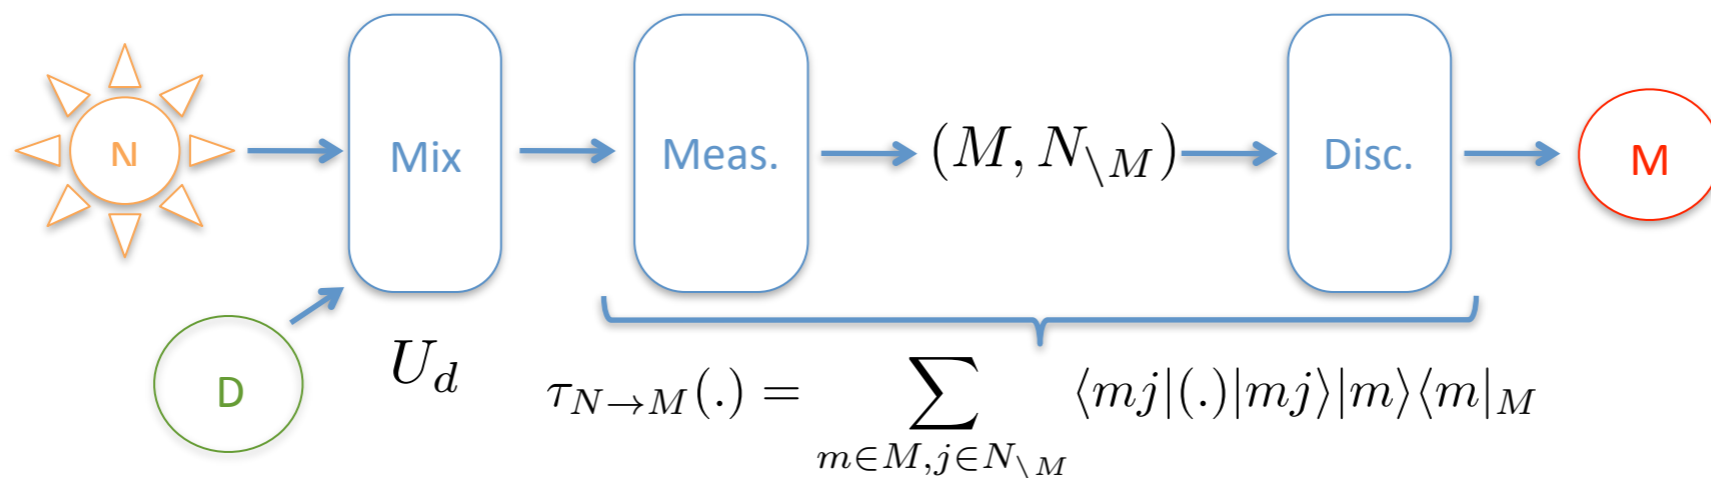 N Mix Meas. (M, N_{\M}) Disc. M
D U_d
τ_{N→M}(.) = ∑_{m∈M, j∈N_{\M}} ⟨mj|(.)|mj⟩|m⟩⟨m|_M